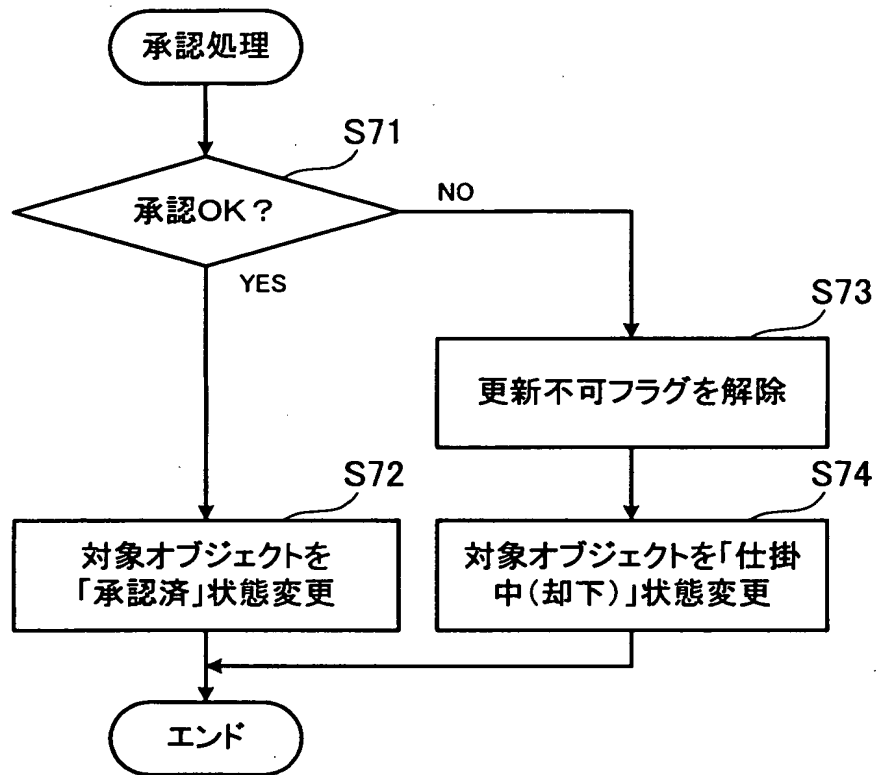 承認処理
S71
承認OK？
NO
YES
S73
更新不可フラグを解除
S72
対象オブジェクトを
「承認済」状態変更
S74
対象オブジェクトを「仕掛
中(却下)」状態変更
エンド